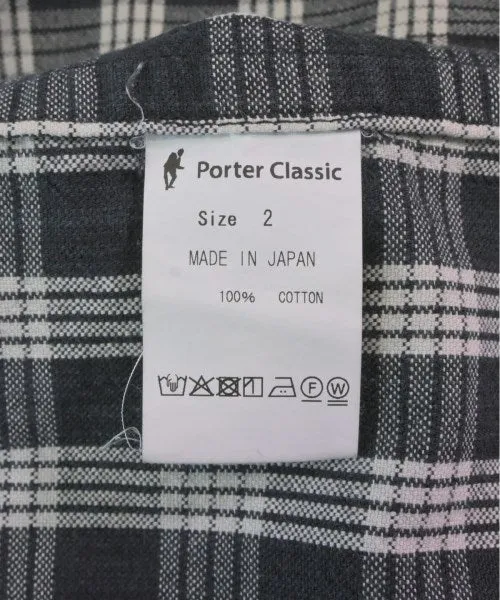 Porter Classic
Size 2
MADE IN JAPAN
100% COTTON
F W